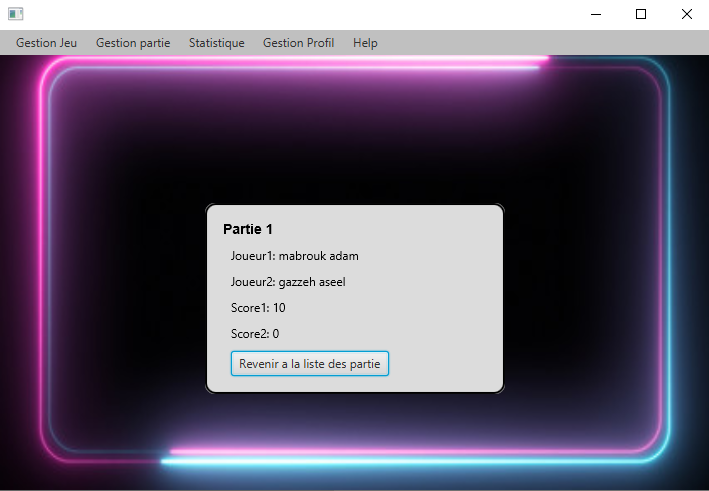 Gestion Jeu Gestion partie Statistique Gestion Profil Help
Partie 1
Joueur1: mabrouk adam
Joueur2: gazzeh aseel
Score1: 10
Score2: 0
Revenir a la liste des partie